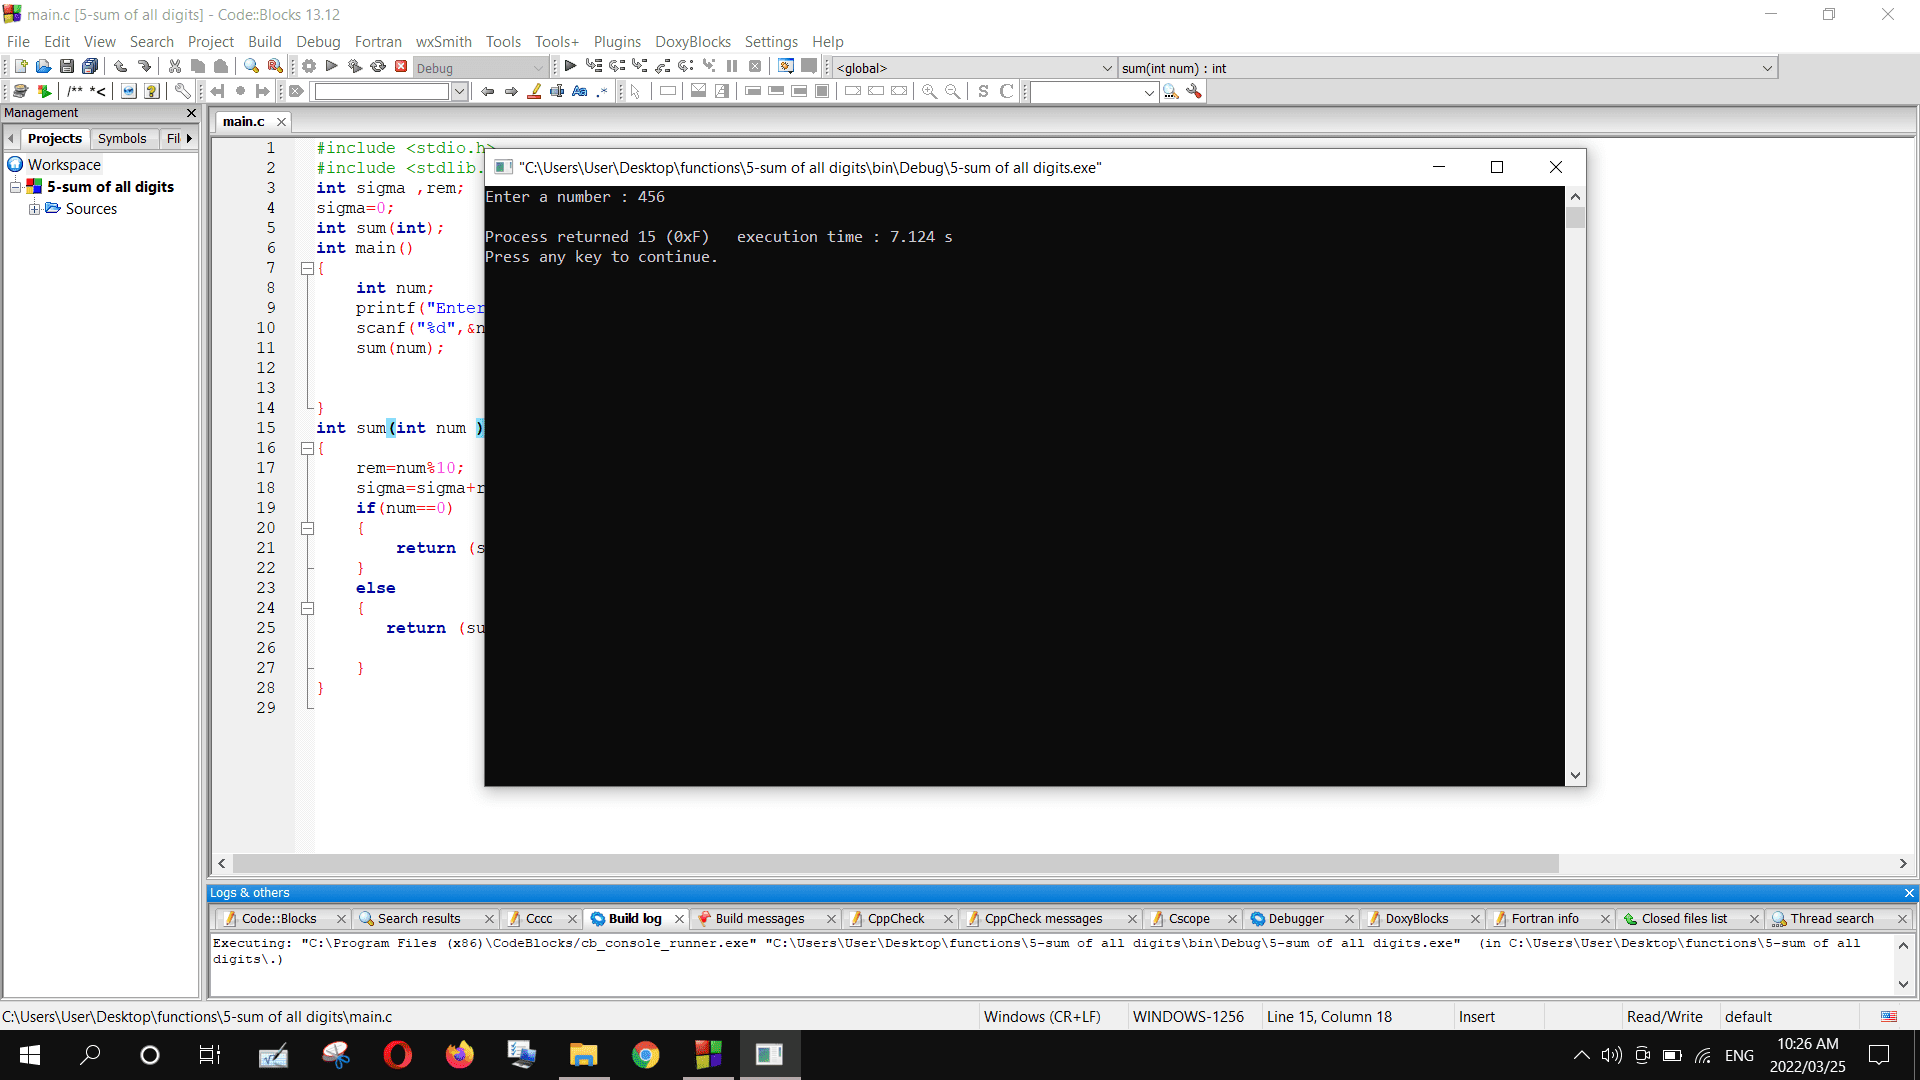 main.c [5-sum of all digits] - Code::Blocks 13.12
File Edit View Search Project Build Debug Fortran wxSmith Tools Tools+ Plugins DoxyBlocks Settings Help
Debug <global> sum(int num) : int
/** *< Aa .* S C
Management
main.c
Projects Symbols Fil
Workspace
5-sum of all digits
Sources
1 #include <stdio.h>
2 #include <stdlib.
3 int sigma ,rem;
4 sigma=0;
5 int sum(int);
6 int main()
7 {
8 int num;
9 printf("Enter
10 scanf("%d",&n
11 sum(num);
12
13
14 }
15 int sum(int num )
16 {
17 rem=num%10;
18 sigma=sigma+r
19 if(num==0)
20 {
21 return (s
22 }
23 else
24 {
25 return (su
26
27 }
28 }
29
"C:\Users\User\Desktop\functions\5-sum of all digits\bin\Debug\5-sum of all digits.exe"
Enter a number : 456
Process returned 15 (0xF) execution time : 7.124 s
Press any key to continue.
Logs & others
Code::Blocks Search results Cccc Build log Build messages CppCheck CppCheck messages Cscope Debugger DoxyBlocks Fortran info Closed files list Thread search
Executing: "C:\Program Files (x86)\CodeBlocks/cb_console_runner.exe" "C:\Users\User\Desktop\functions\5-sum of all digits\bin\Debug\5-sum of all digits.exe" (in C:\Users\User\Desktop\functions\5-sum of all
digits\.)
C:\Users\User\Desktop\functions\5-sum of all digits\main.c Windows (CR+LF) WINDOWS-1256 Line 15, Column 18 Insert Read/Write default
ENG
10:26 AM
2022/03/25